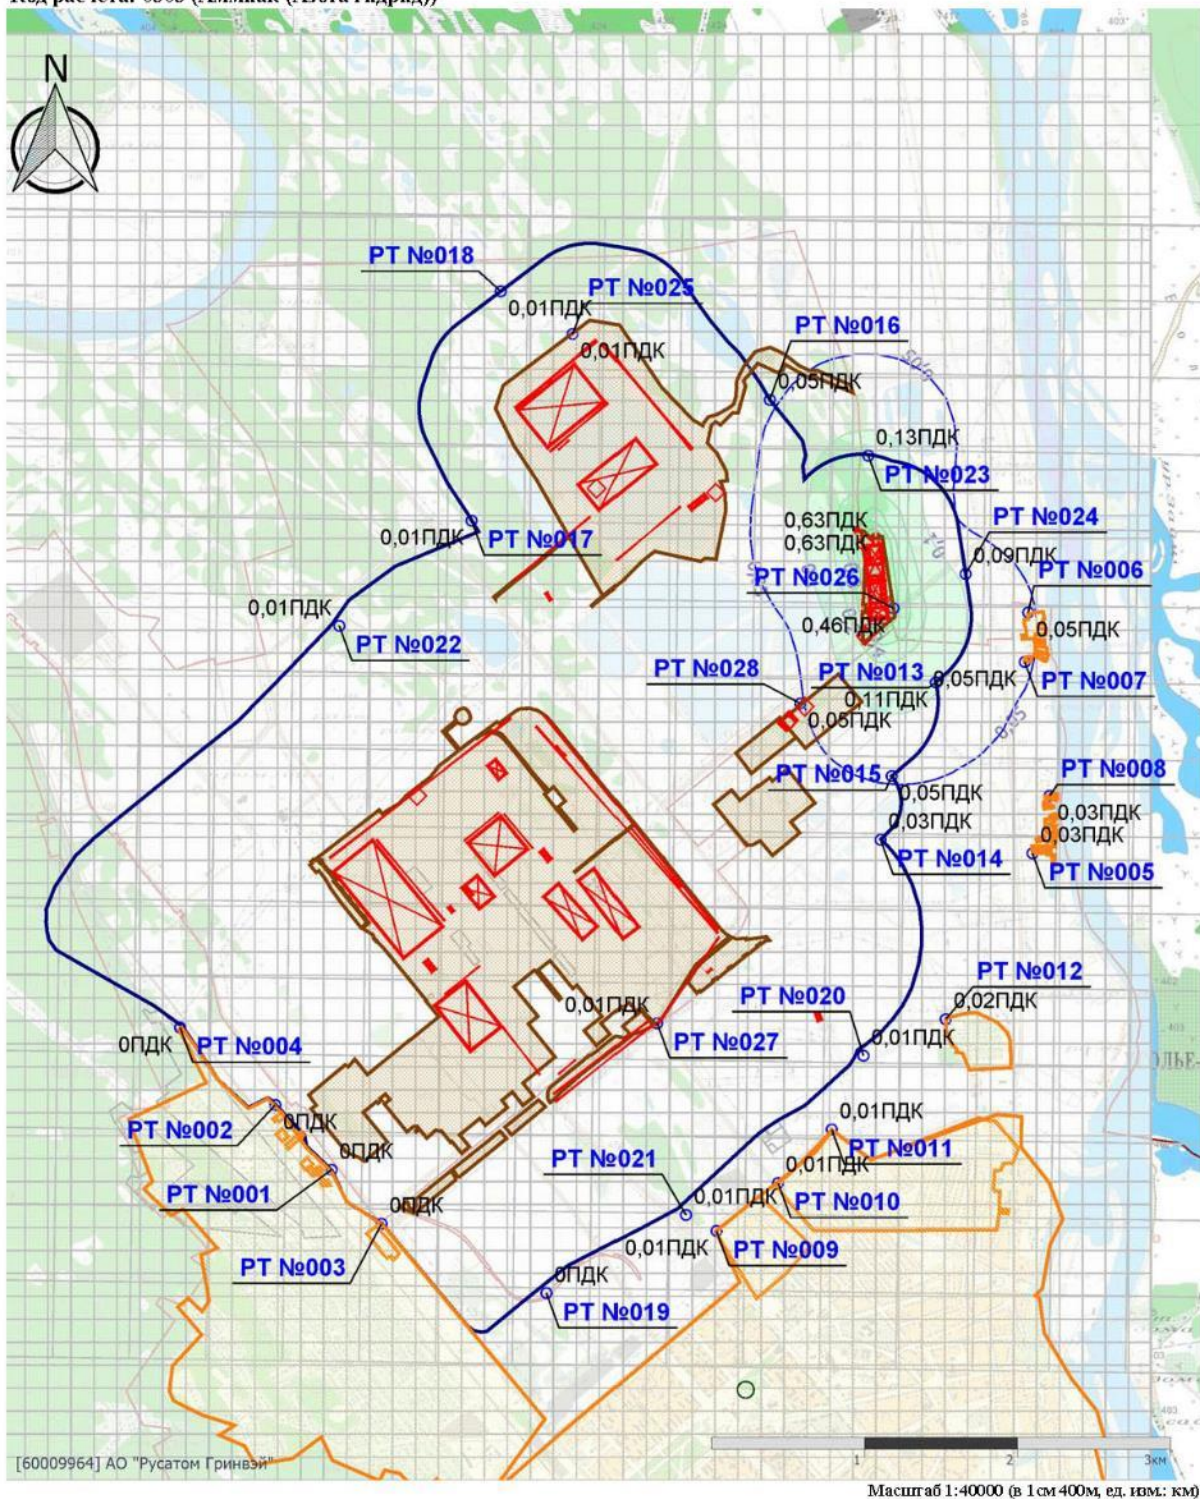 N
РТ №018
0,01ПДК
РТ №025
0,01ПДК
РТ №016
0,05ПДК
0,05
0,13ПДК
РТ №023
0,01ПДК
РТ №017
0,63ПДК
0,63ПДК
РТ №024
0,1
0,09ПДК
РТ №026
РТ №006
0,46ПДК
0,05ПДК
0,01ПДК
РТ №022
РТ №028
РТ №013
0,05ПДК
РТ №007
0,11ПДК
0,05ПДК
0,05
РТ №015
0,05ПДК
РТ №008
0,03ПДК
0,03ПДК
0,03ПДК
РТ №014
РТ №005
РТ №012
0,02ПДК
0,01ПДК
РТ №020
0ПДК
РТ №004
РТ №027
0,01ПДК
РТ №002
0ПДК
0,01ПДК
РТ №011
0ПДК
РТ №021
0,01ПДК
РТ №001
0,01ПДК
РТ №010
0ПДК
РТ №003
0,01ПДК
РТ №009
0ПДК
РТ №019
[60009964] АО "Русатом Гринвэй"
1
2
3км
Масштаб 1:40000 (в 1см 400м, ед. изм.: км)